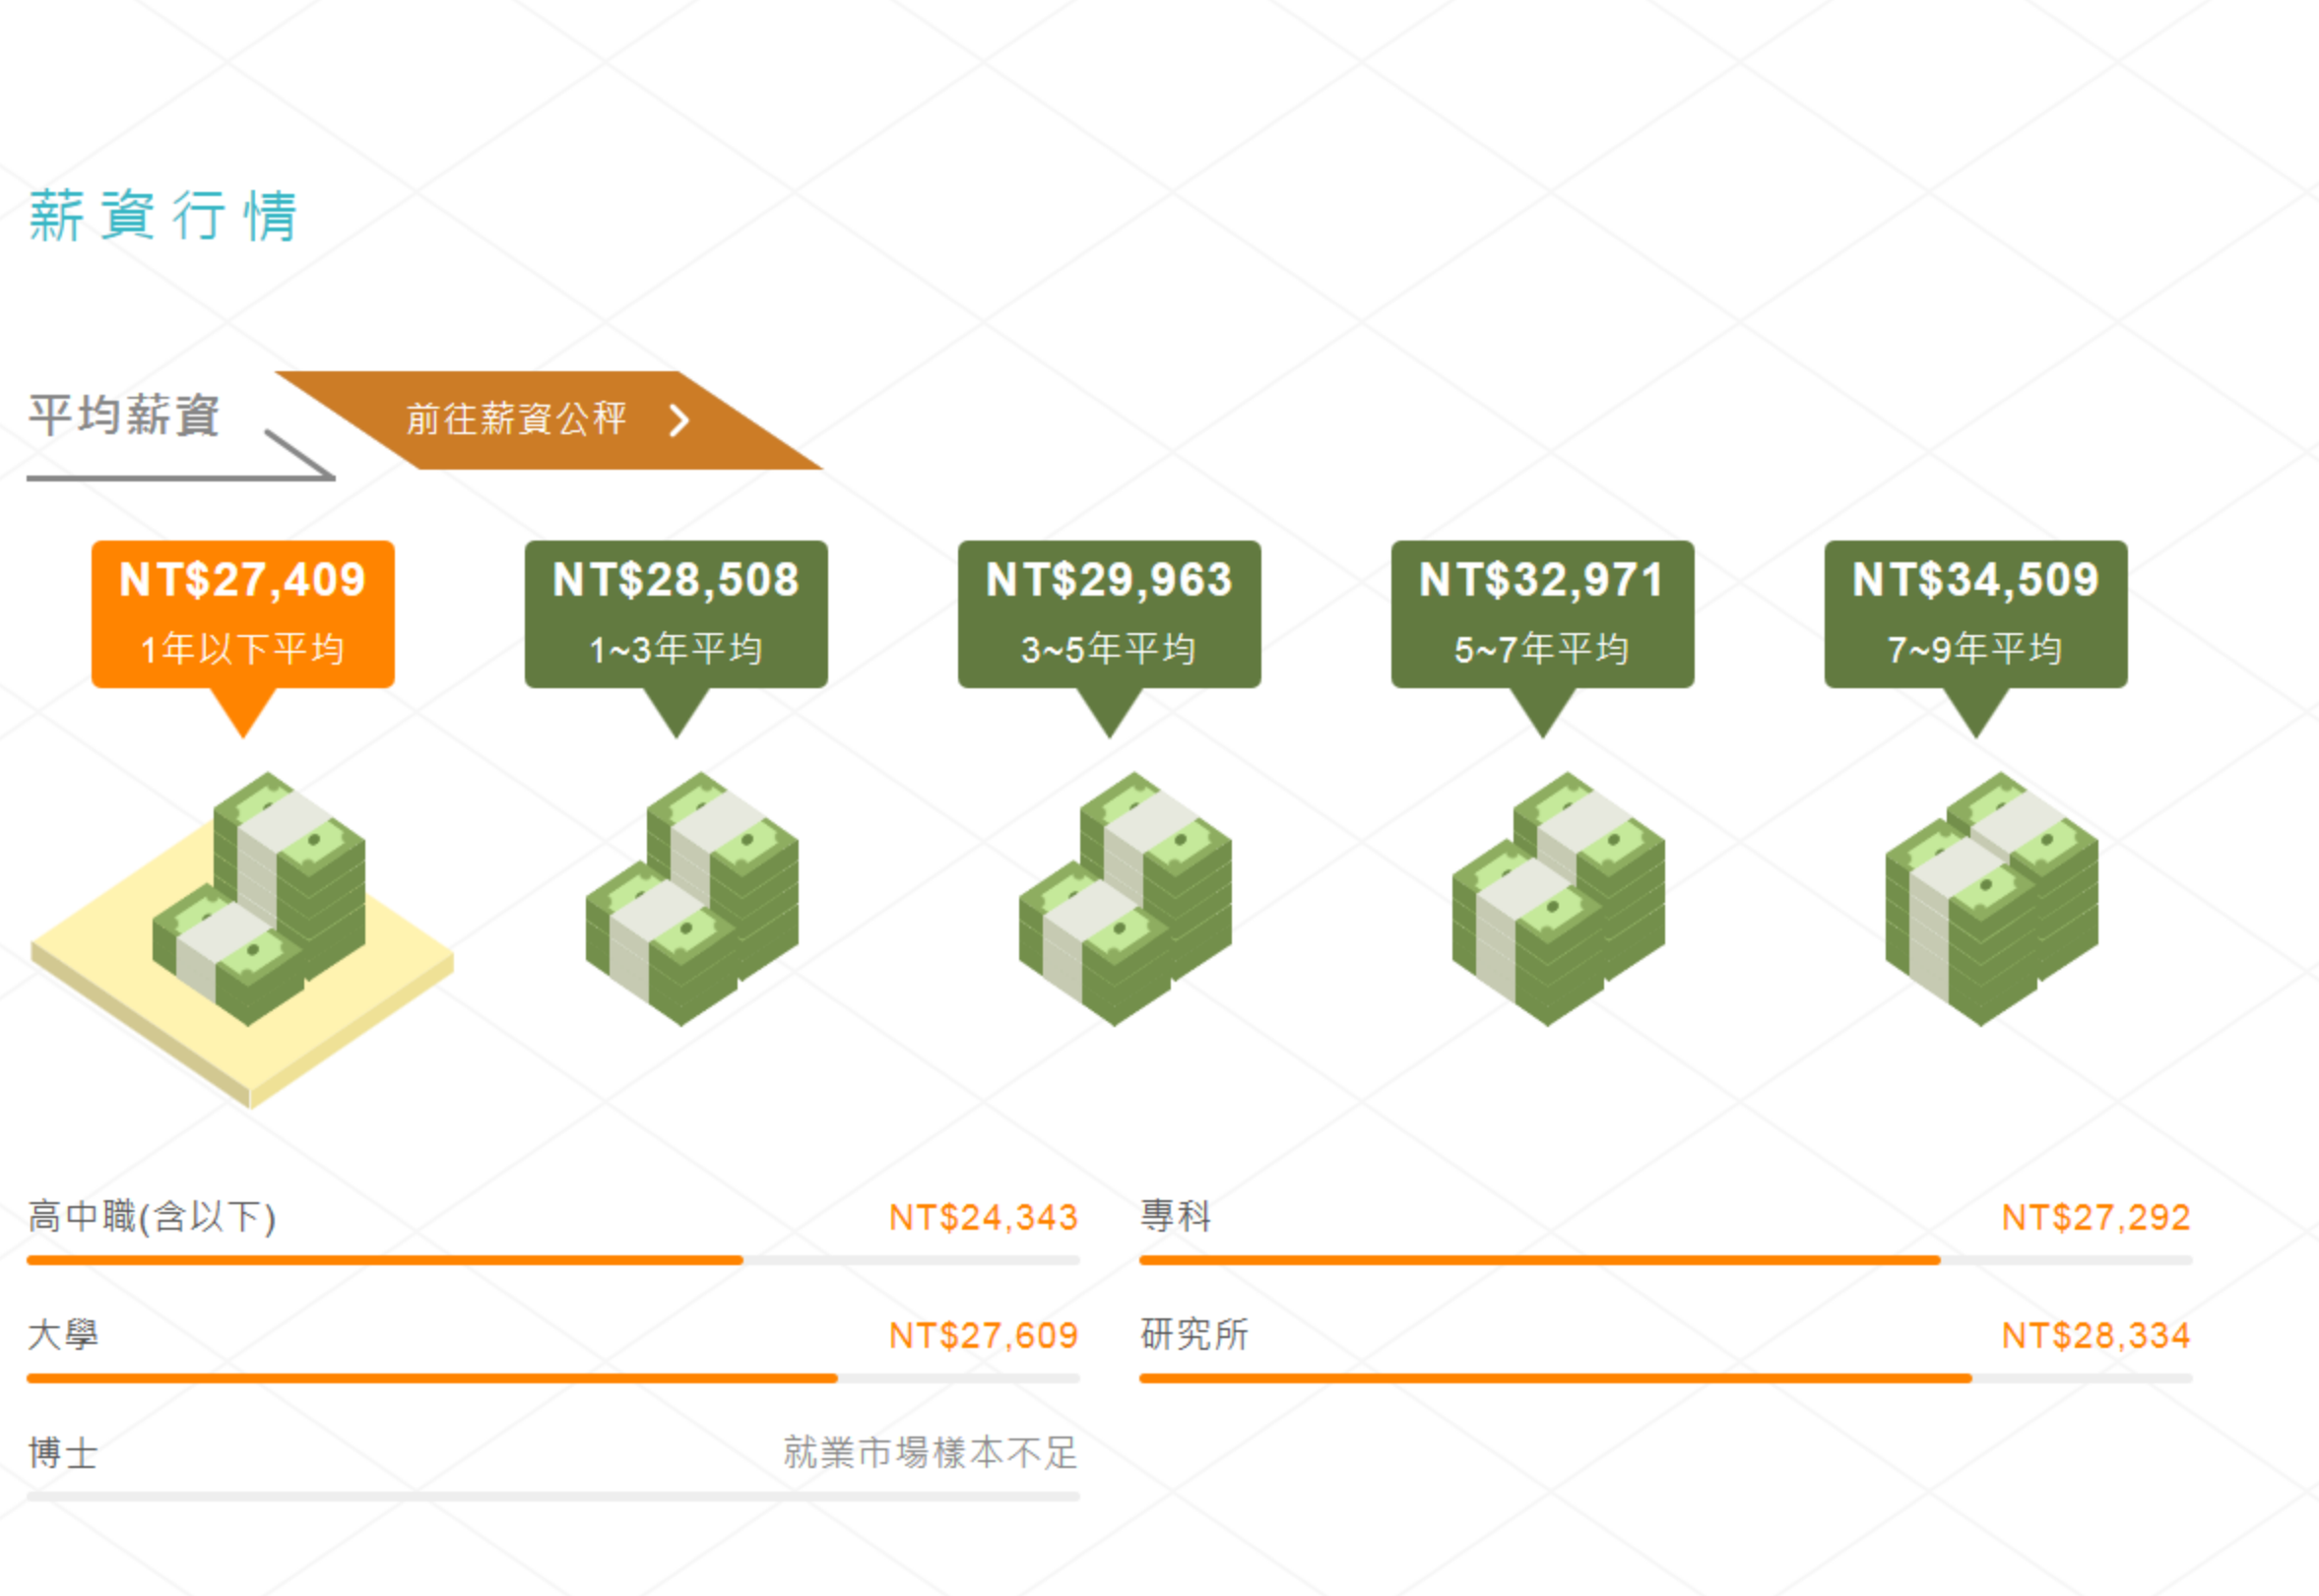 薪資行情
平均薪資
前往薪資公秤
NT$27,409
1年以下平均
NT$28,508
1~3年平均
NT$29,963
3~5年平均
NT$32,971
5~7年平均
NT$34,509
7~9年平均
高中職(含以下) NT$24,343
專科 NT$27,292
大學 NT$27,609
研究所 NT$28,334
博士 就業市場樣本不足